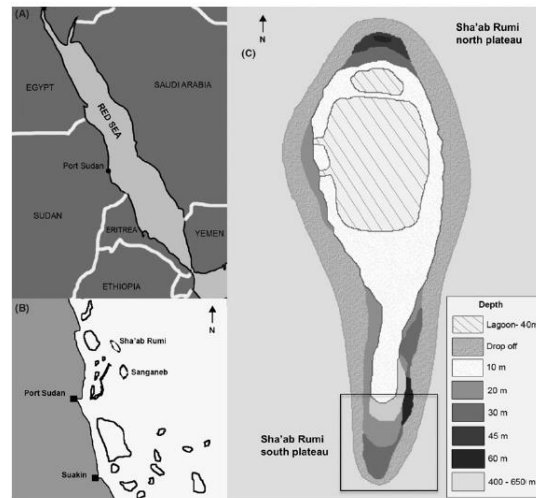 (A)
N
EGYPT
SAUDI ARABIA
RED SEA
Port Sudan
SUDAN
ERITREA
YEMEN
ETHIOPIA
(B)
N
Sha'ab Rumi
Sanganeb
Port Sudan
Suakin
N
(C)
Sha'ab Rumi
north plateau
Sha'ab Rumi
south plateau
Depth
Lagoon- 40m
Drop off
10 m
20 m
30 m
45 m
60 m
400 - 650 m